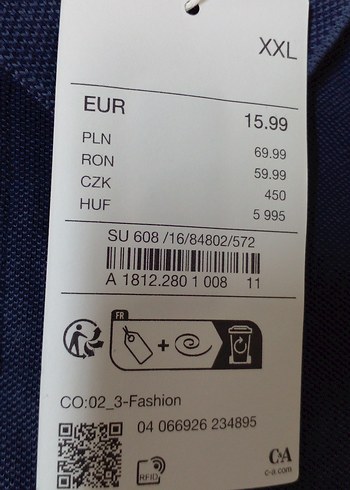 XXL
EUR 15.99
PLN 69.99
RON 59.99
CZK 450
HUF 5 995
SU 608 /16/84802/572
A 1812.280 1 008 11
FR
+
CO:02_3-Fashion
04 066926 234895
RFID
C&A
c-a.com